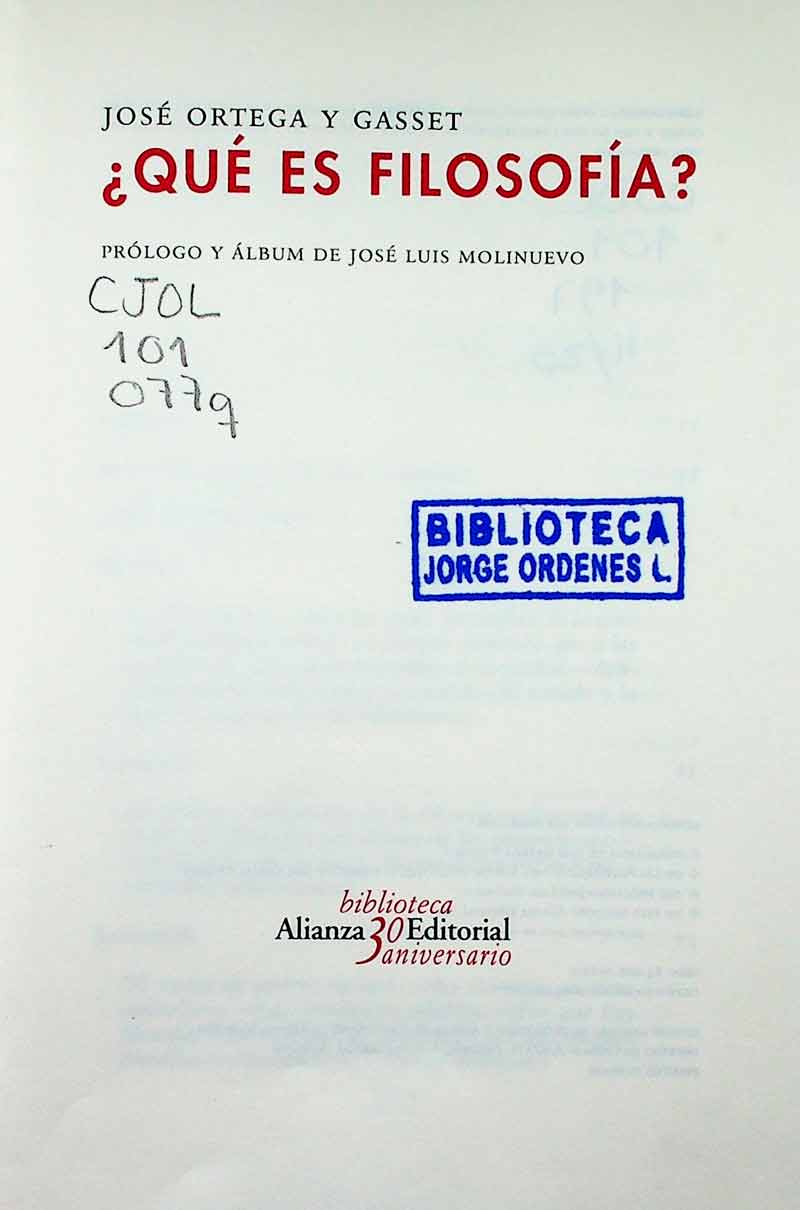 JOSÉ ORTEGA Y GASSET
¿QUÉ ES FILOSOFÍA?
PRÓLOGO Y ÁLBUM DE JOSÉ LUIS MOLINUEVO
CJOL
101
O77q
BIBLIOTECA
JORGE ORDENES L.
biblioteca
Alianza 30 Editorial
aniversario